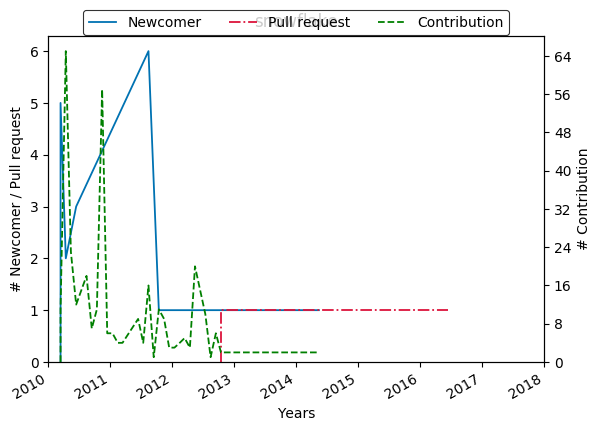 snowflake
Newcomer Pull request Contribution
# Newcomer / Pull request
6
5
4
3
2
1
0
# Contribution
64
56
48
40
32
24
16
8
0
2010 2011 2012 2013 2014 2015 2016 2017 2018
Years